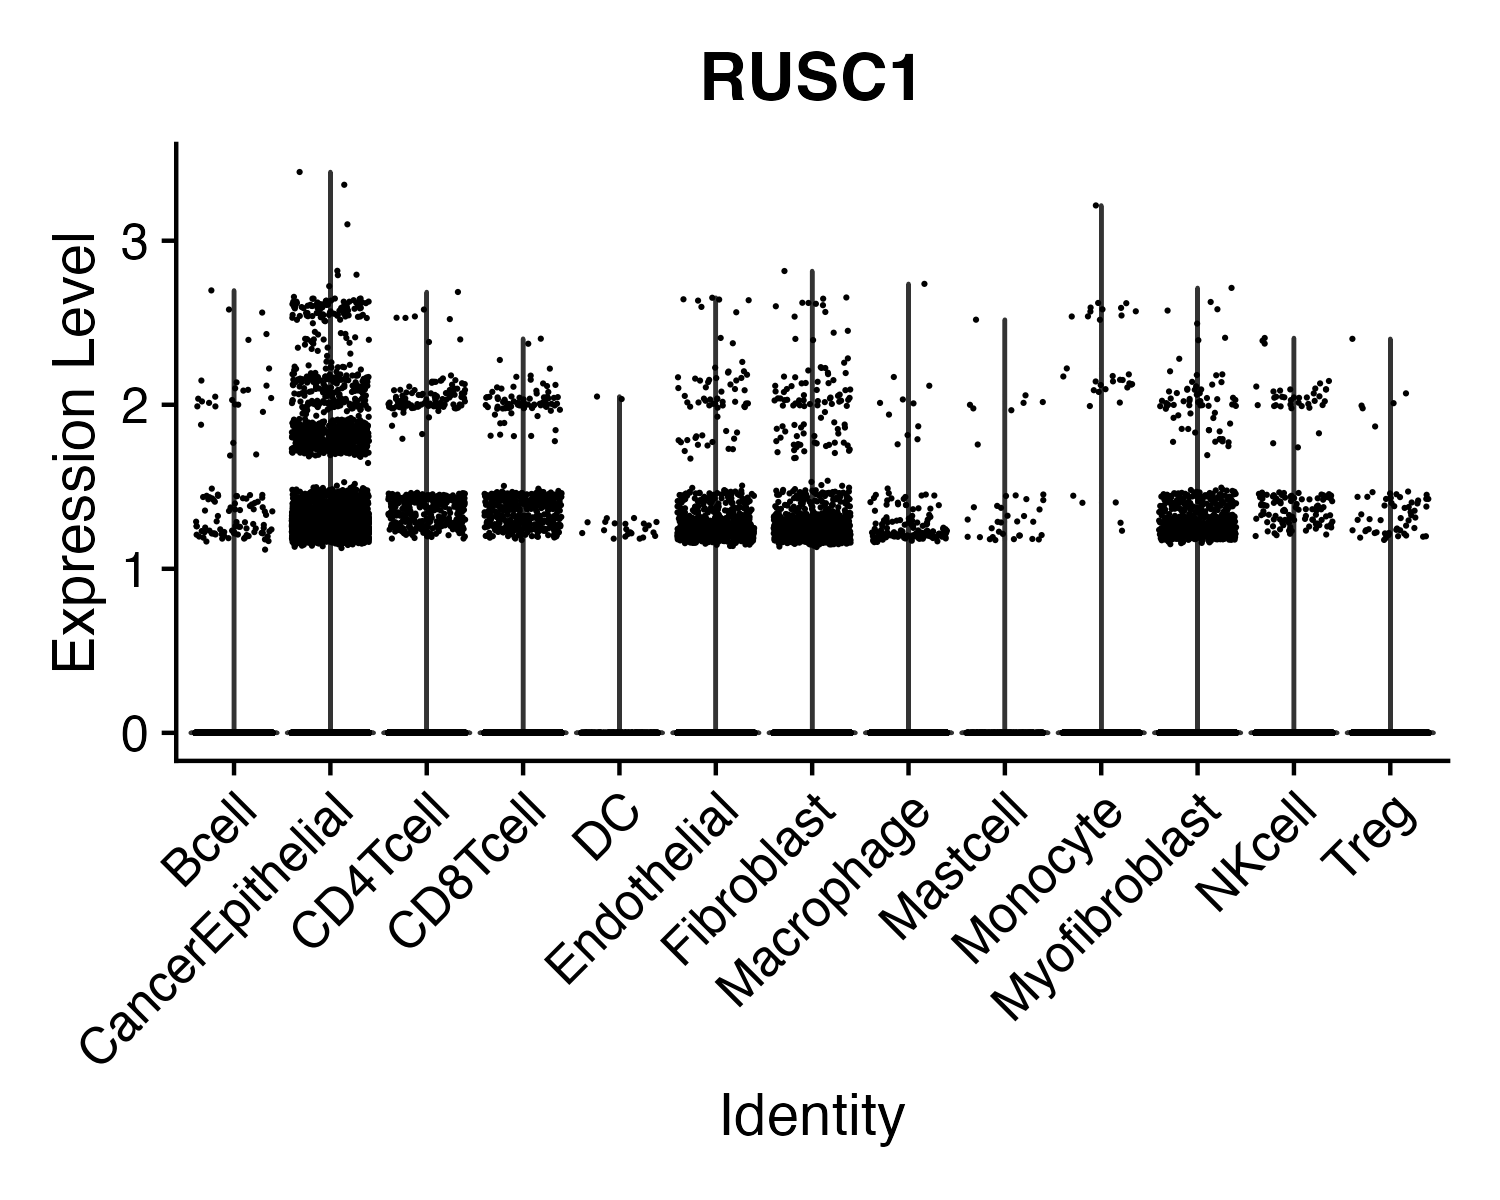 RUSC1
Expression Level
3
2
1
0
Bcell
CancerEpithelial
CD4Tcell
CD8Tcell
DC
Endothelial
Fibroblast
Macrophage
Mastcell
Monocyte
Myofibroblast
NKcell
Treg
Identity